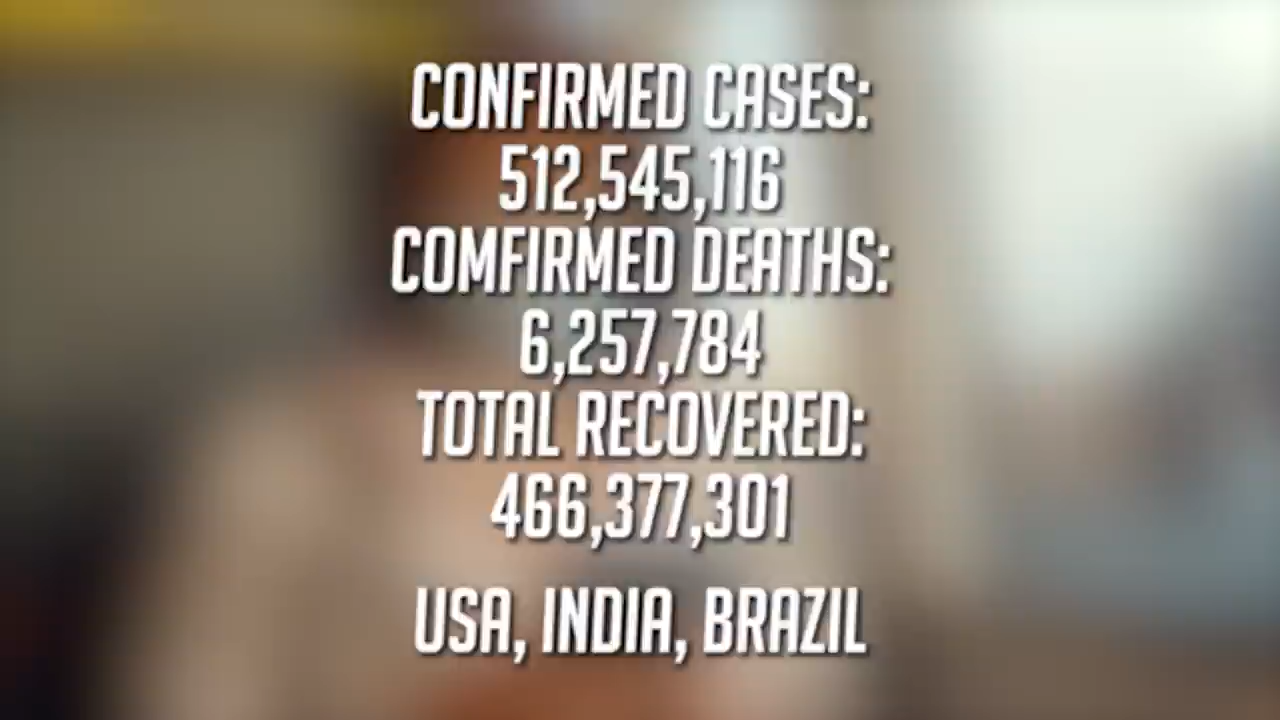 CONFIRMED CASES:
512,545,116
COMFIRMED DEATHS:
6,257,784
TOTAL RECOVERED:
466,377,301
USA, INDIA, BRAZIL